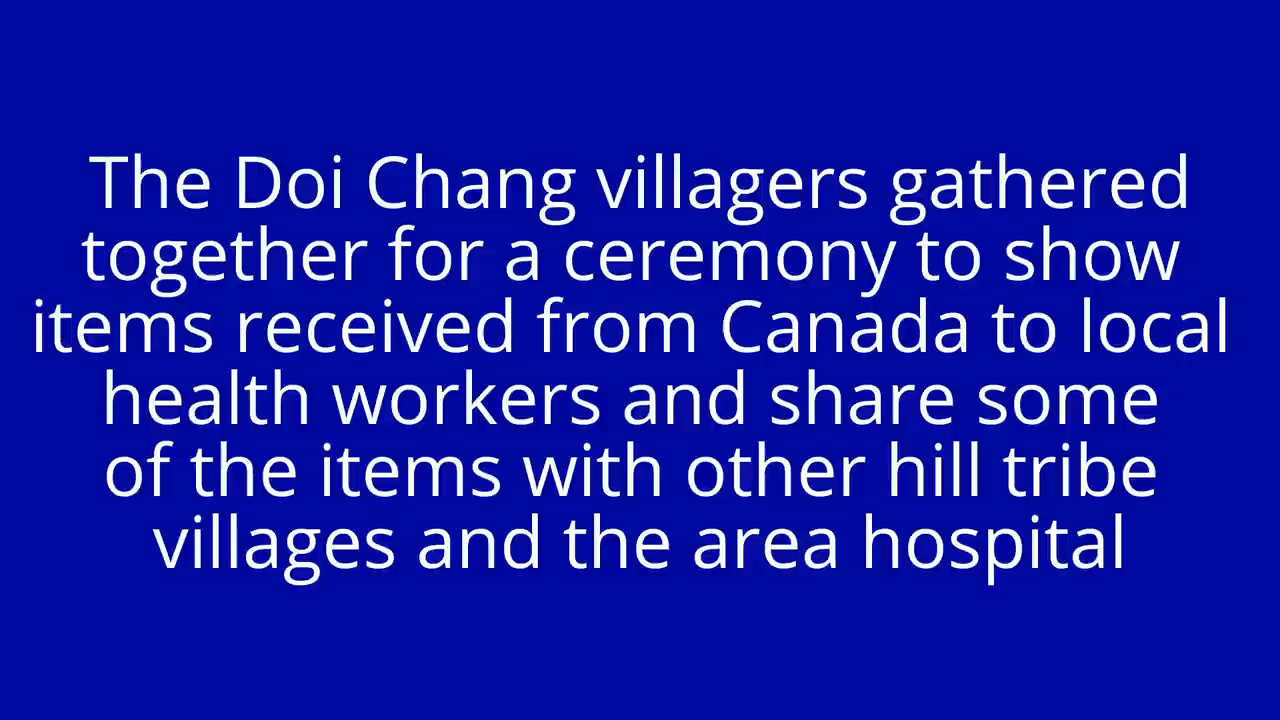 The Doi Chang villagers gathered
together for a ceremony to show
items received from Canada to local
health workers and share some
of the items with other hill tribe
villages and the area hospital